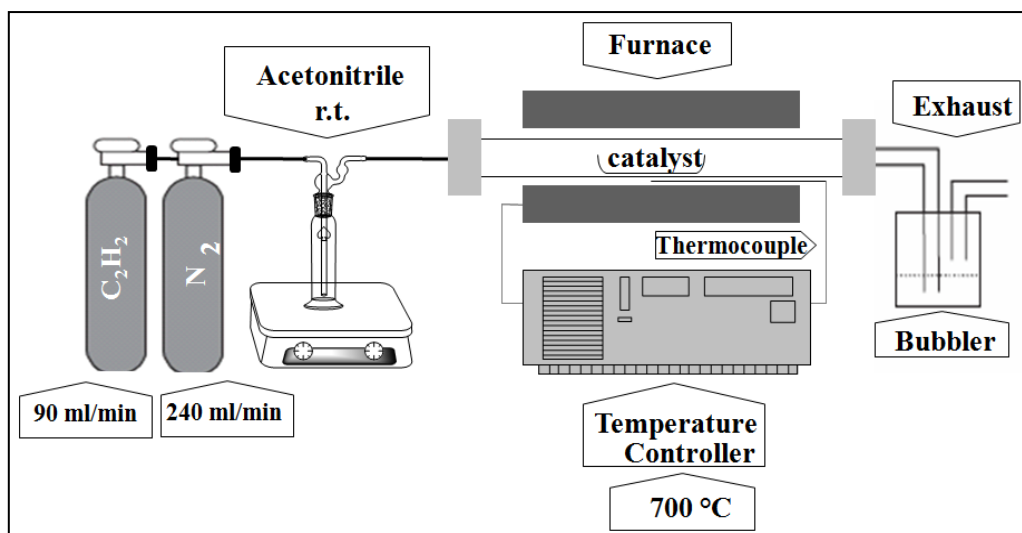 Furnace
Acetonitrile
r.t.
Exhaust
catalyst
C₂H₂
N₂
Thermocouple
Bubbler
90 ml/min
240 ml/min
Temperature
Controller
700 °C